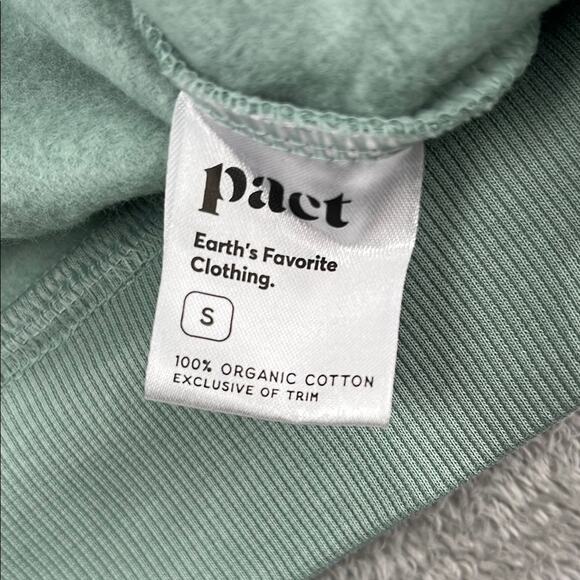 pact
Earth's Favorite
Clothing.
S
100% ORGANIC COTTON
EXCLUSIVE OF TRIM